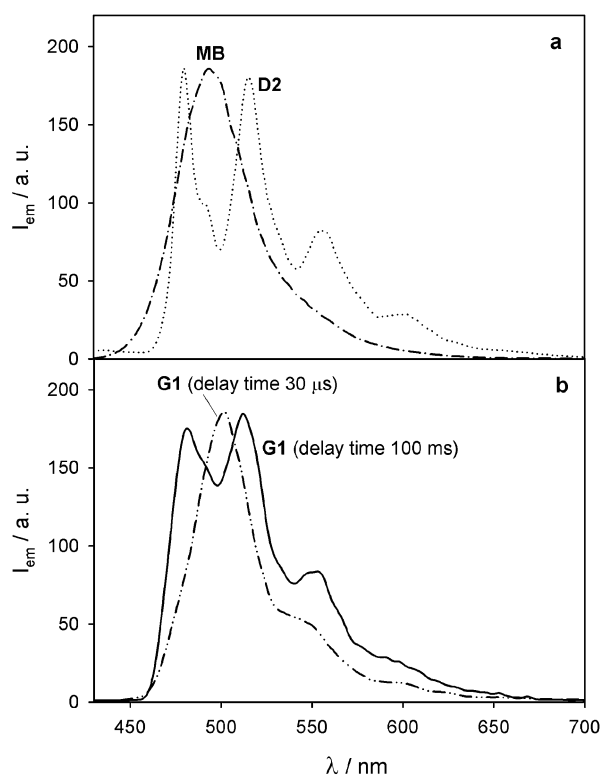 a
200
MB
D2
150
100
50
0
I_em / a. u.
b
200
G1 (delay time 30 μs)
G1 (delay time 100 ms)
150
100
50
0
I_em / a. u.
450 500 550 600 650 700
λ / nm